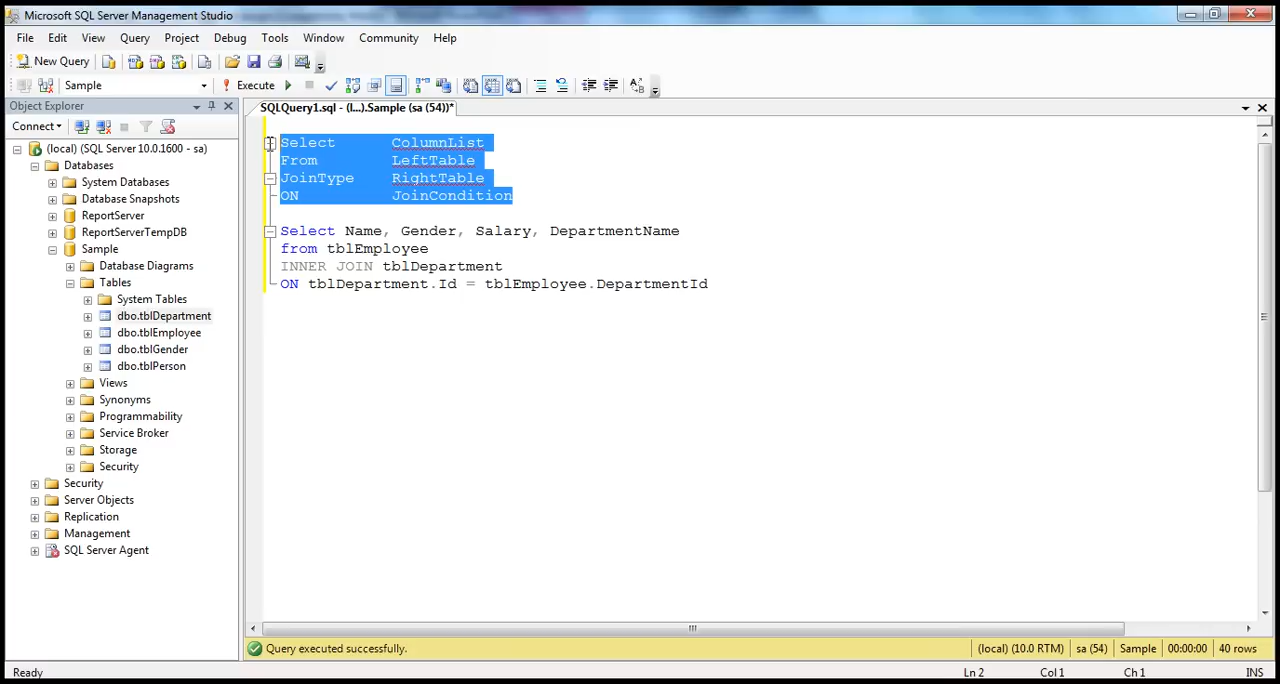 Microsoft SQL Server Management Studio
File Edit View Query Project Debug Tools Window Community Help
New Query
Sample Execute
Object Explorer
SQLQuery1.sql - (l...).Sample (sa (54))*
Connect
(local) (SQL Server 10.0.1600 - sa)
Databases
System Databases
Database Snapshots
ReportServer
ReportServerTempDB
Sample
Database Diagrams
Tables
System Tables
dbo.tblDepartment
dbo.tblEmployee
dbo.tblGender
dbo.tblPerson
Views
Synonyms
Programmability
Service Broker
Storage
Security
Security
Server Objects
Replication
Management
SQL Server Agent
Select ColumnList
From LeftTable
JoinType RightTable
ON JoinCondition
Select Name, Gender, Salary, DepartmentName
from tblEmployee
INNER JOIN tblDepartment
ON tblDepartment.Id = tblEmployee.DepartmentId
Query executed successfully. (local) (10.0 RTM) sa (54) Sample 00:00:00 40 rows
Ready Ln 2 Col 1 Ch 1 INS